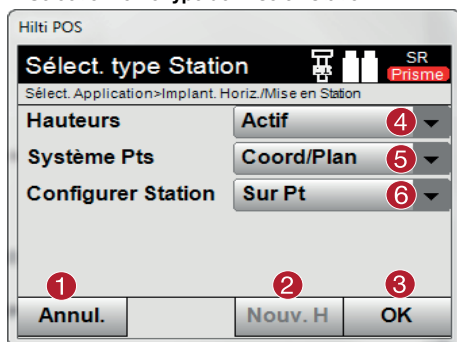 Hilti POS
Sélect. type Station
SR
Prisme
Sélect. Application>Implant. Horiz./Mise en Station
Hauteurs Actif 4
Système Pts Coord/Plan 5
Configurer Station Sur Pt 6
1 2 3
Annul. Nouv. H OK